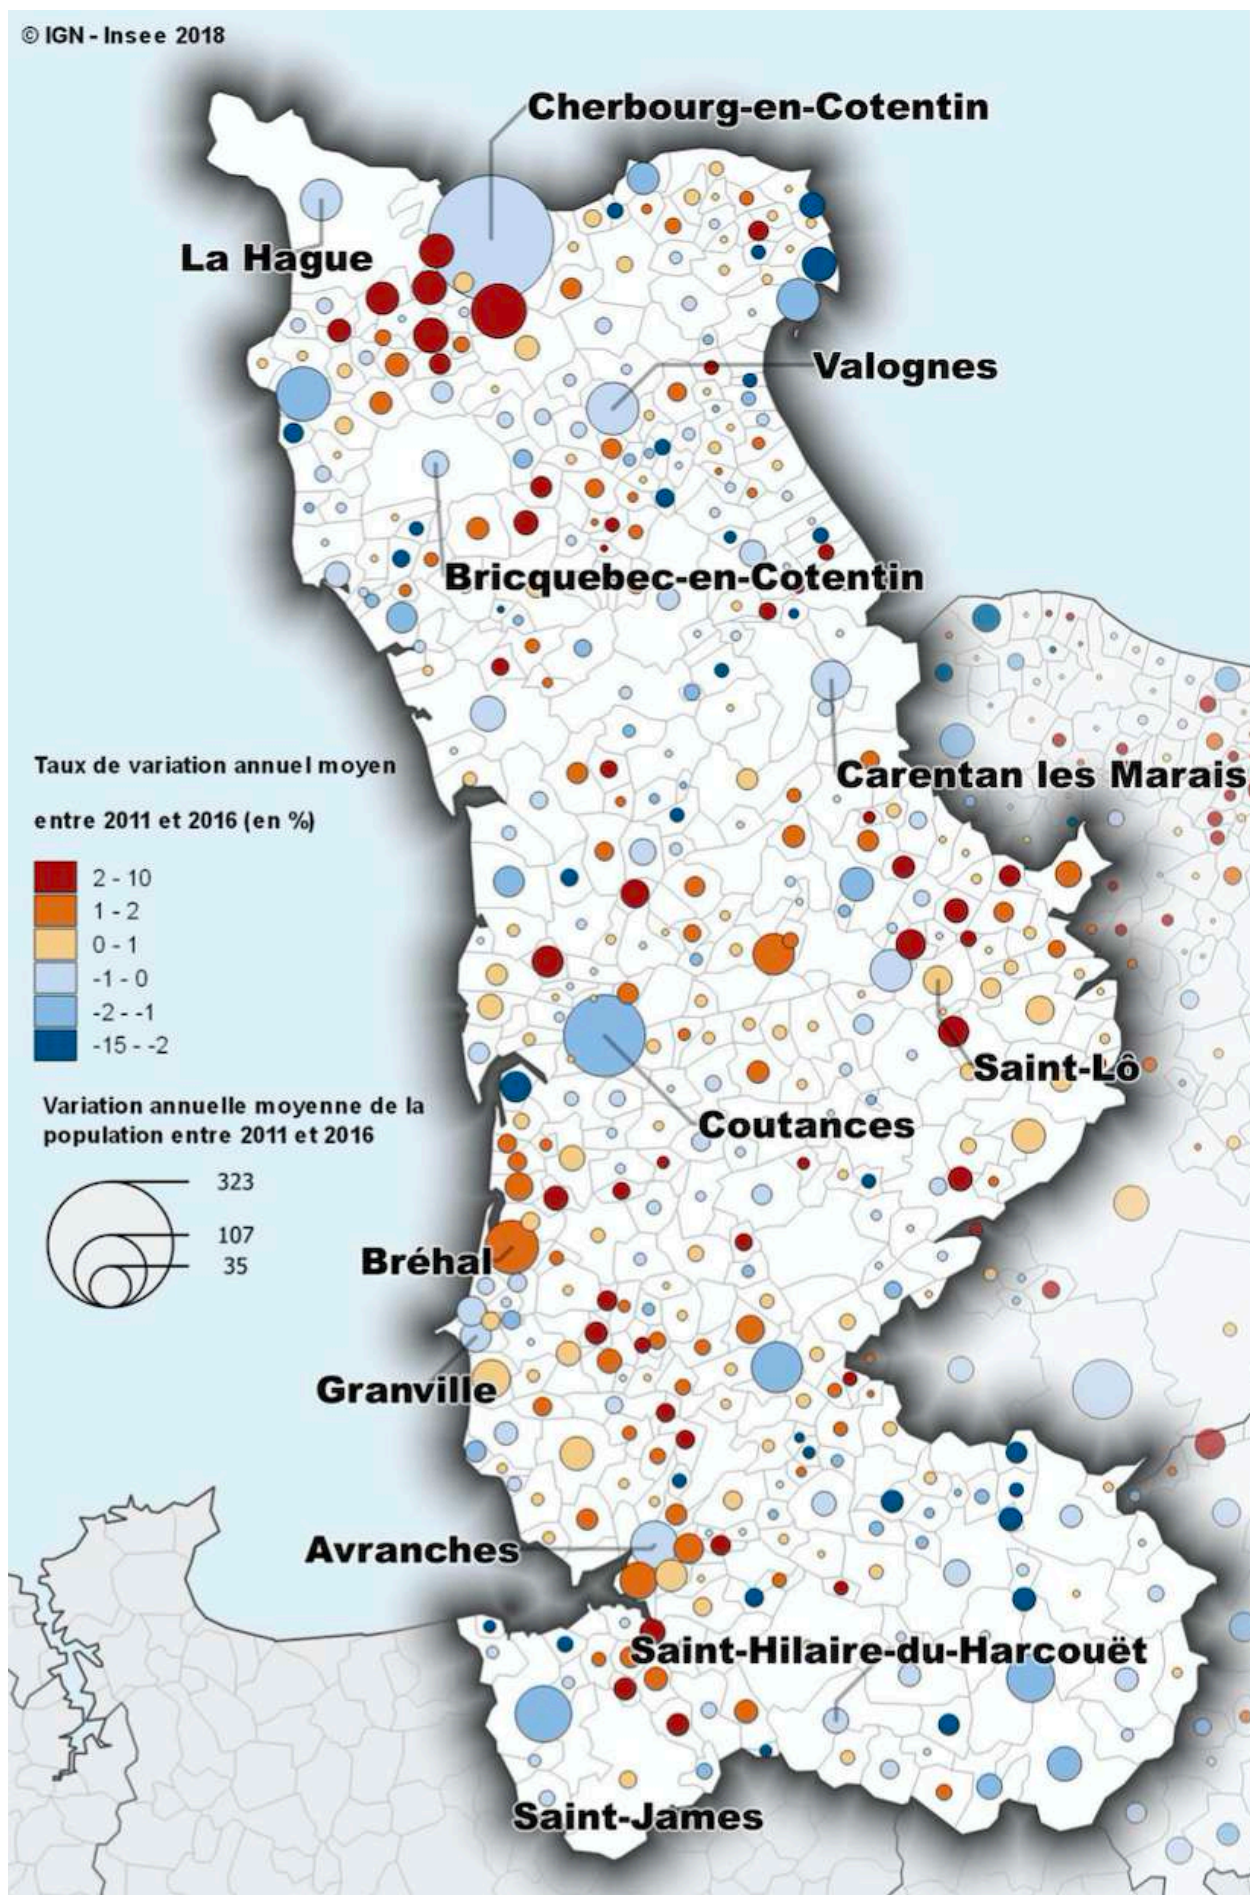 © IGN - Insee 2018
Cherbourg-en-Cotentin
La Hague
Valognes
Bricquebec-en-Cotentin
Carentan les Marais
Taux de variation annuel moyen
entre 2011 et 2016 (en %)
2 - 10
1 - 2
0 - 1
-1 - 0
-2 - -1
-15 - -2
Saint-Lô
Variation annuelle moyenne de la
population entre 2011 et 2016
323
107
35
Coutances
Bréhal
Granville
Avranches
Saint-Hilaire-du-Harcouët
Saint-James